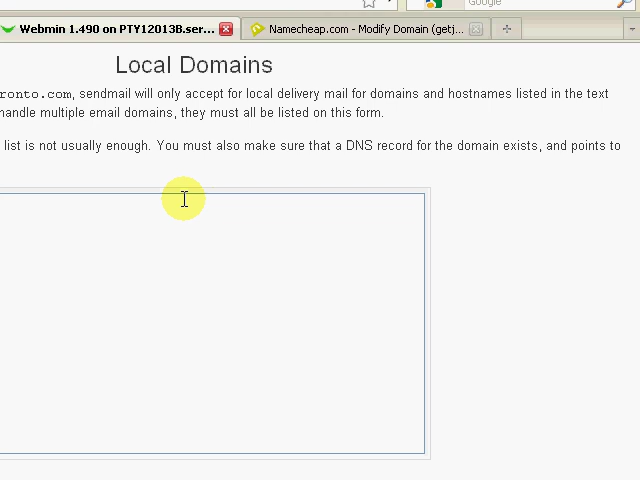 Google
Webmin 1.490 on PTY12013B.ser... Namecheap.com - Modify Domain (getj...
Local Domains
ronto.com, sendmail will only accept for local delivery mail for domains and hostnames listed in the text
handle multiple email domains, they must all be listed on this form.
list is not usually enough. You must also make sure that a DNS record for the domain exists, and points to